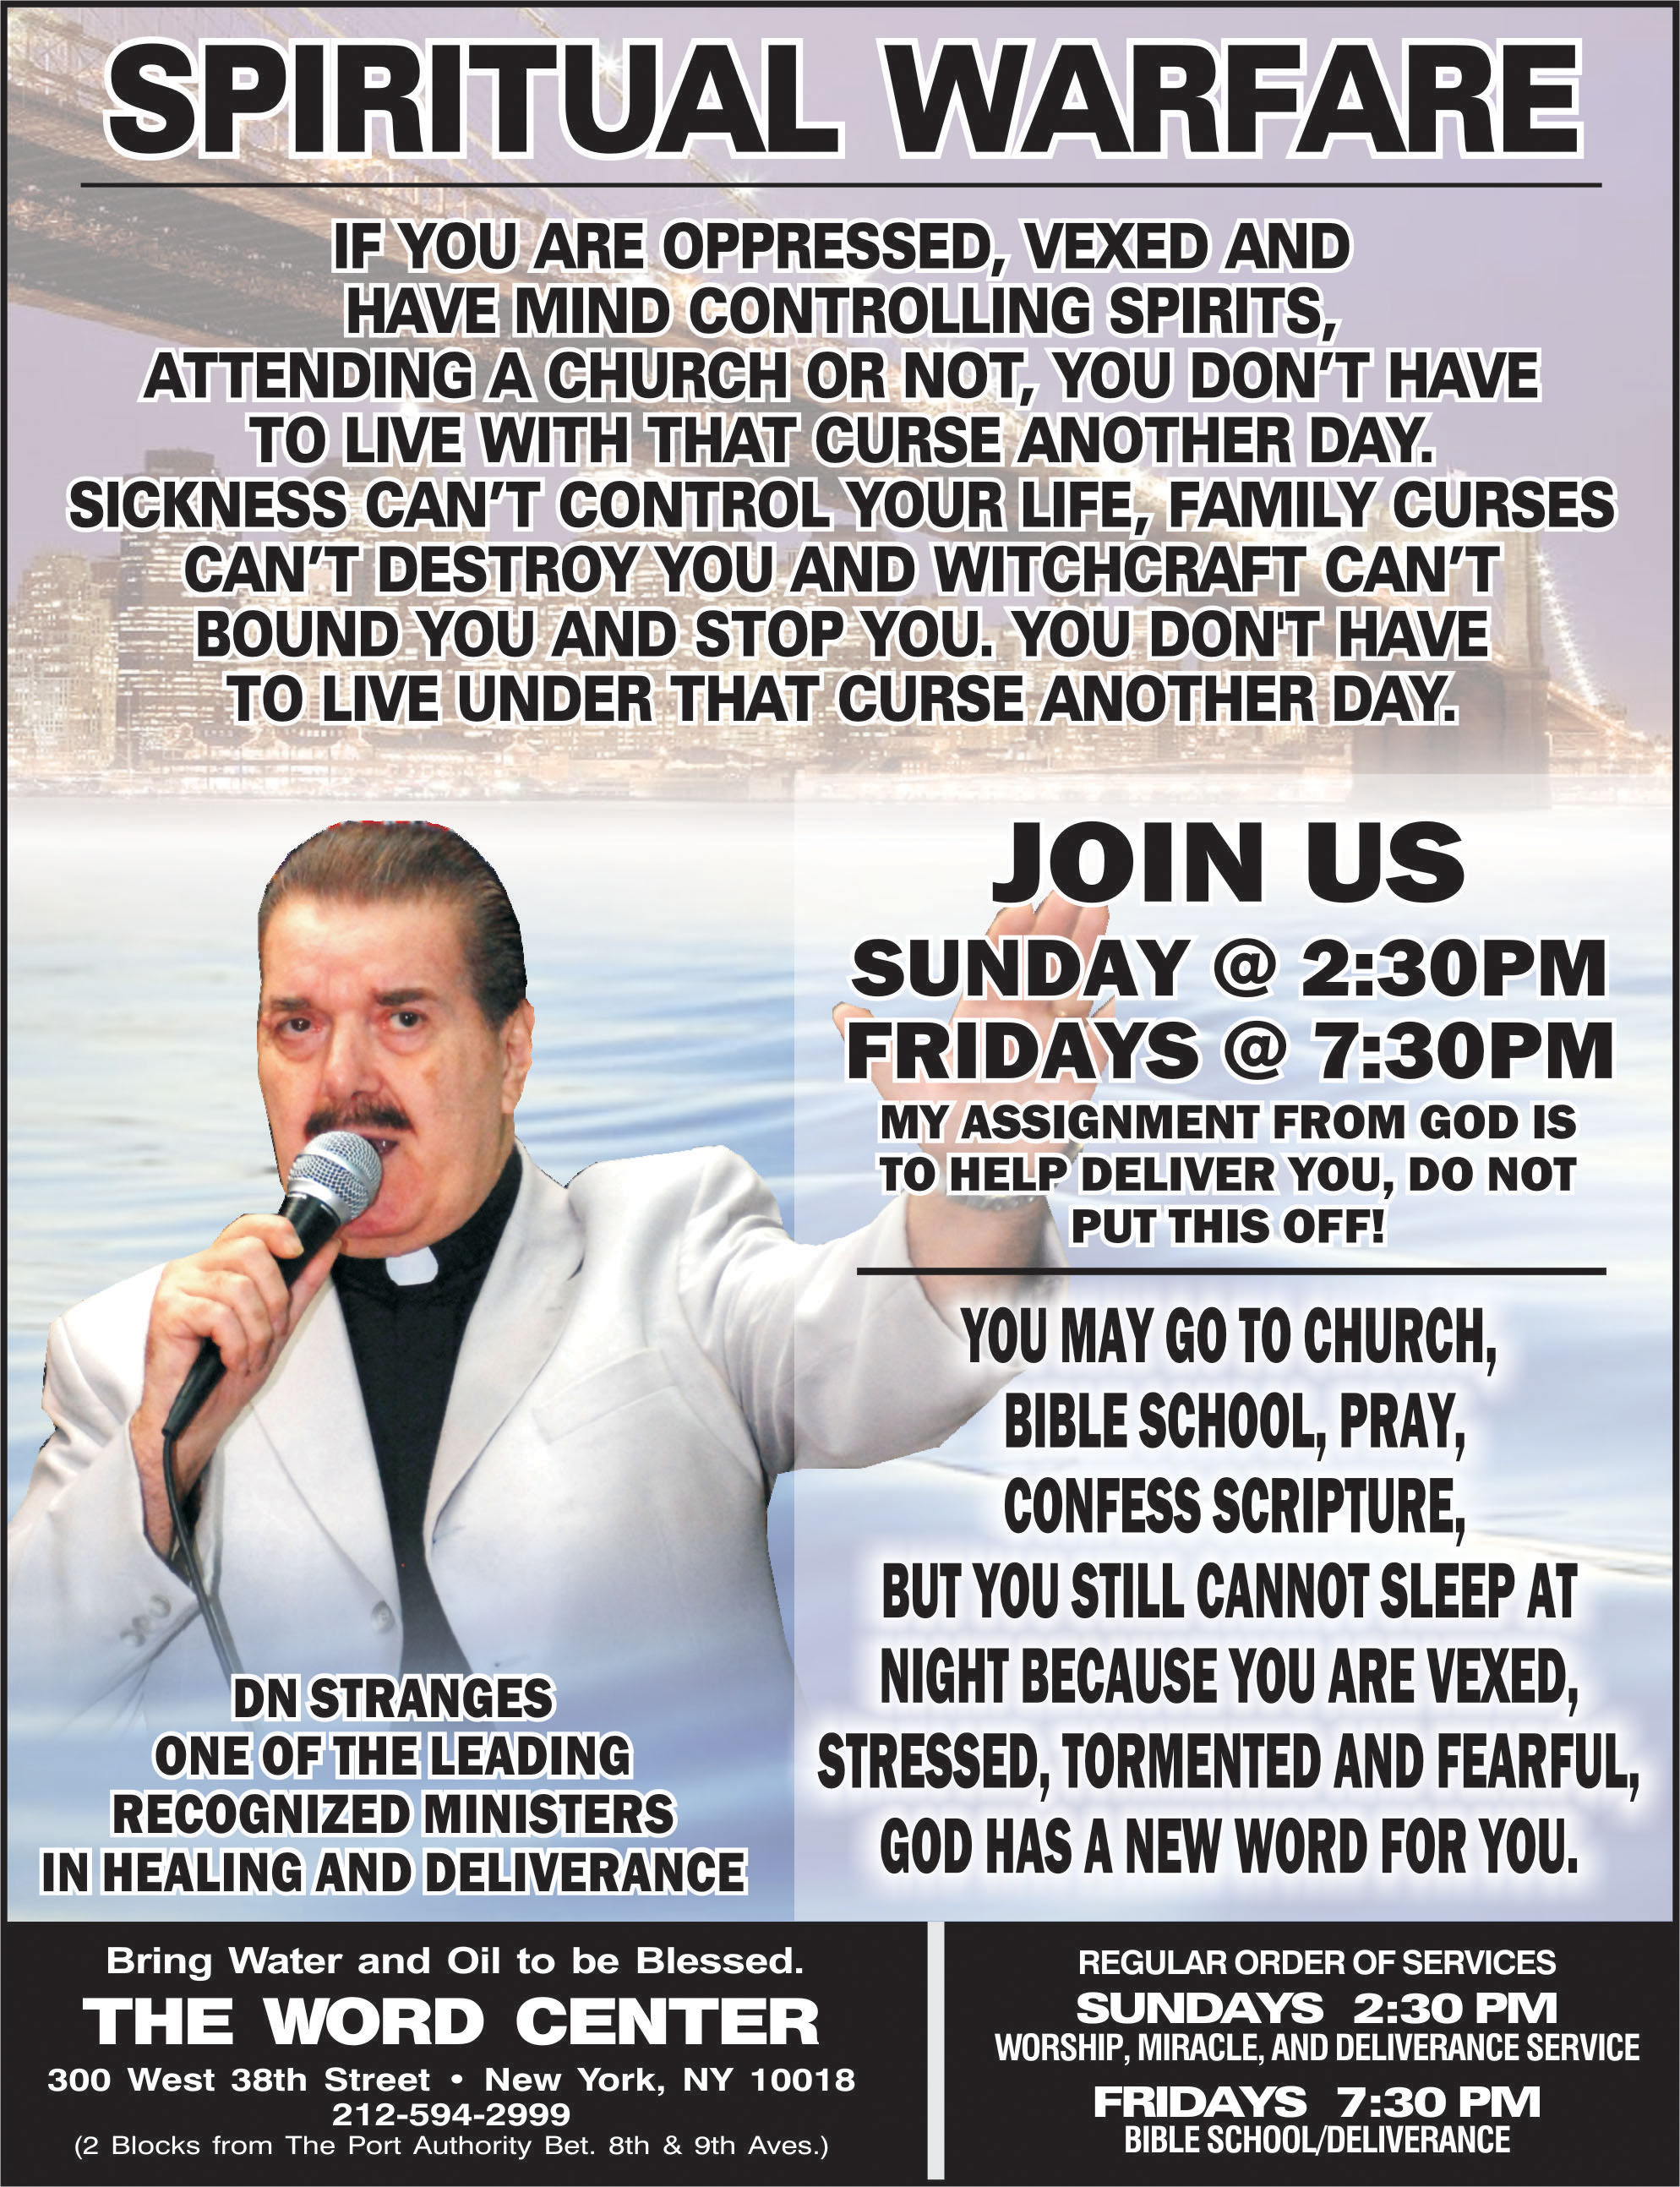 SPIRITUAL WARFARE
IF YOU ARE OPPRESSED, VEXED AND
HAVE MIND CONTROLLING SPIRITS,
ATTENDING A CHURCH OR NOT, YOU DON’T HAVE
TO LIVE WITH THAT CURSE ANOTHER DAY.
SICKNESS CAN’T CONTROL YOUR LIFE, FAMILY CURSES
CAN’T DESTROY YOU AND WITCHCRAFT CAN’T
BOUND YOU AND STOP YOU. YOU DON'T HAVE
TO LIVE UNDER THAT CURSE ANOTHER DAY.
JOIN US
SUNDAY @ 2:30PM
FRIDAYS @ 7:30PM
MY ASSIGNMENT FROM GOD IS
TO HELP DELIVER YOU, DO NOT
PUT THIS OFF!
YOU MAY GO TO CHURCH,
BIBLE SCHOOL, PRAY,
CONFESS SCRIPTURE,
BUT YOU STILL CANNOT SLEEP AT
NIGHT BECAUSE YOU ARE VEXED,
STRESSED, TORMENTED AND FEARFUL,
GOD HAS A NEW WORD FOR YOU.
DN STRANGES
ONE OF THE LEADING
RECOGNIZED MINISTERS
IN HEALING AND DELIVERANCE
Bring Water and Oil to be Blessed.
THE WORD CENTER
300 West 38th Street • New York, NY 10018
212-594-2999
(2 Blocks from The Port Authority Bet. 8th & 9th Aves.)
REGULAR ORDER OF SERVICES
SUNDAYS 2:30 PM
WORSHIP, MIRACLE, AND DELIVERANCE SERVICE
FRIDAYS 7:30 PM
BIBLE SCHOOL/DELIVERANCE